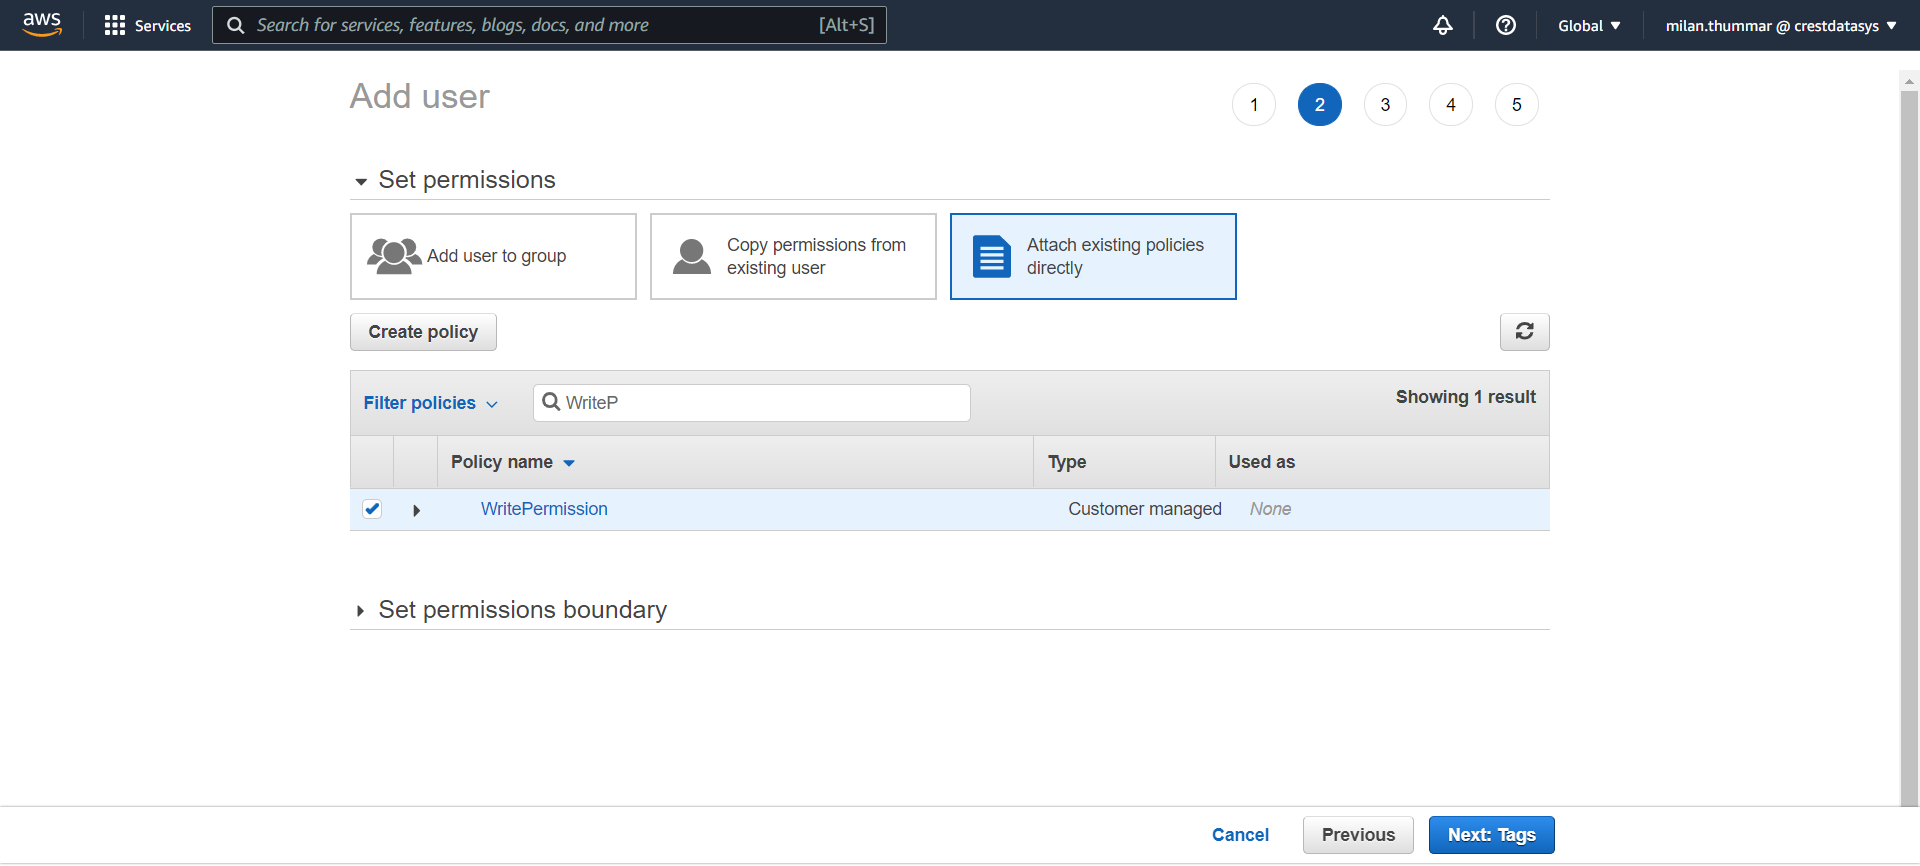 aws Services Search for services, features, blogs, docs, and more [Alt+S] Global milan.thummar @ crestdatasys
Add user 1 2 3 4 5
Set permissions
Add user to group
Copy permissions from
existing user
Attach existing policies
directly
Create policy
Filter policies WriteP Showing 1 result
Policy name Type Used as
WritePermission Customer managed None
Set permissions boundary
Cancel Previous Next: Tags